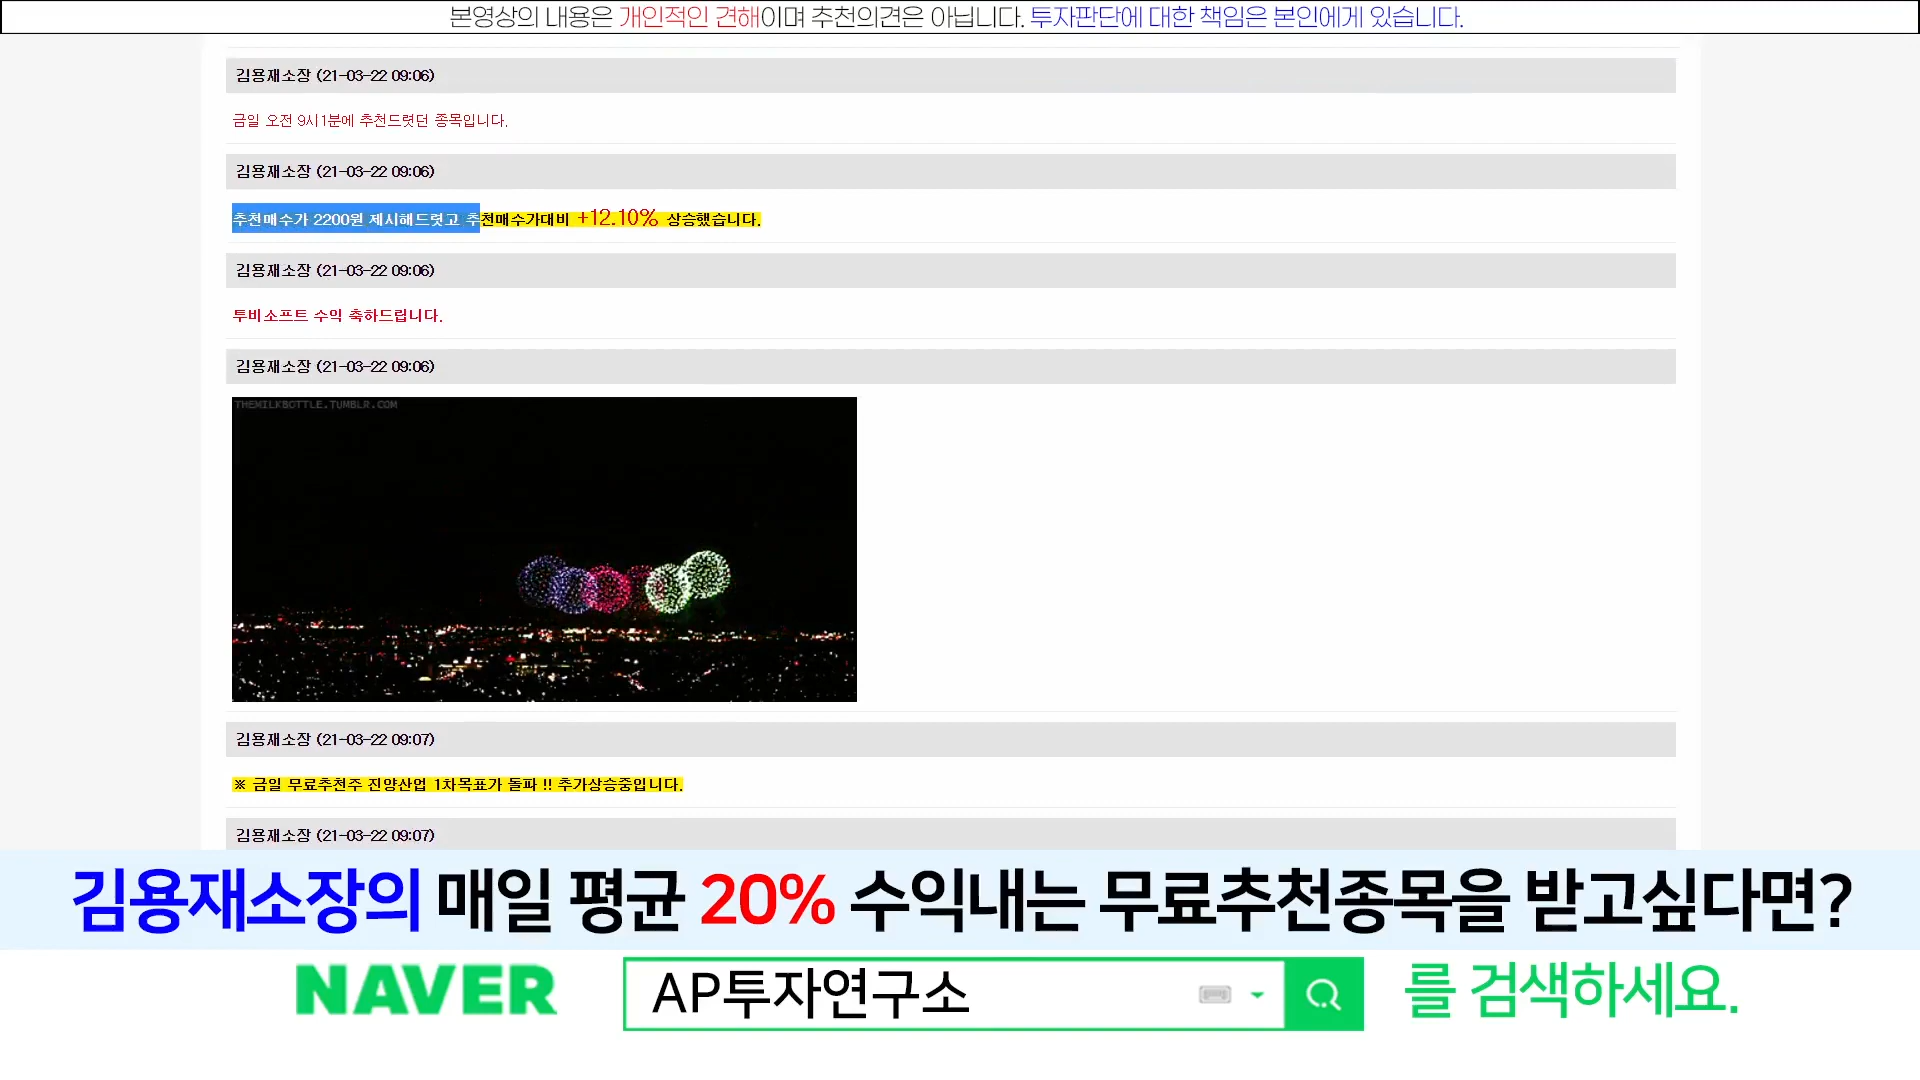 본영상의 내용은 개인적인 견해이며 추천의견은 아닙니다. 투자판단에 대한 책임은 본인에게 있습니다.
김용재소장 (21-03-22 09:06)
금일 오전 9시1분에 추천드렷던 종목입니다.
김용재소장 (21-03-22 09:06)
추천매수가 2200원 제시해드렷고 추천매수가대비 +12.10% 상승했습니다.
김용재소장 (21-03-22 09:06)
투비소프트 수익 축하드립니다.
김용재소장 (21-03-22 09:06)
THEMILKBOTTLE.TUMBLR.COM
김용재소장 (21-03-22 09:07)
※ 금일 무료추천주 진양산업 1차목표가 돌파 !! 추가상승중입니다.
김용재소장 (21-03-22 09:07)
김용재소장의 매일 평균 20% 수익내는 무료추천종목을 받고싶다면?
NAVER AP투자연구소 를 검색하세요.